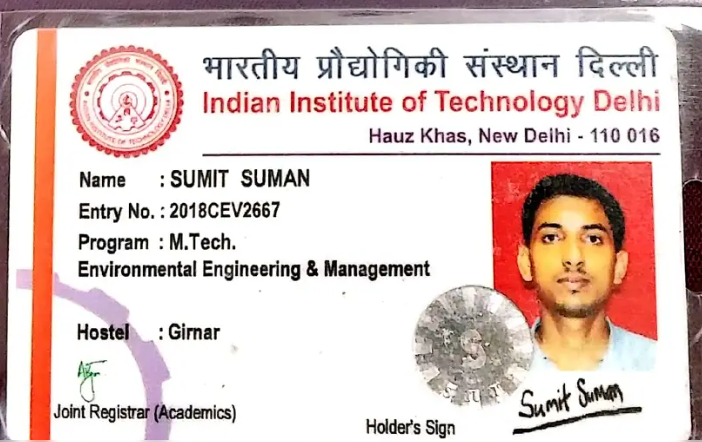 भारतीय प्रौद्योगिकी संस्थान दिल्ली
Indian Institute of Technology Delhi
Hauz Khas, New Delhi - 110 016
Name : SUMIT SUMAN
Entry No. : 2018CEV2667
Program : M.Tech.
Environmental Engineering & Management
Hostel : Girnar
Joint Registrar (Academics)
Holder's Sign
Sumit Suman